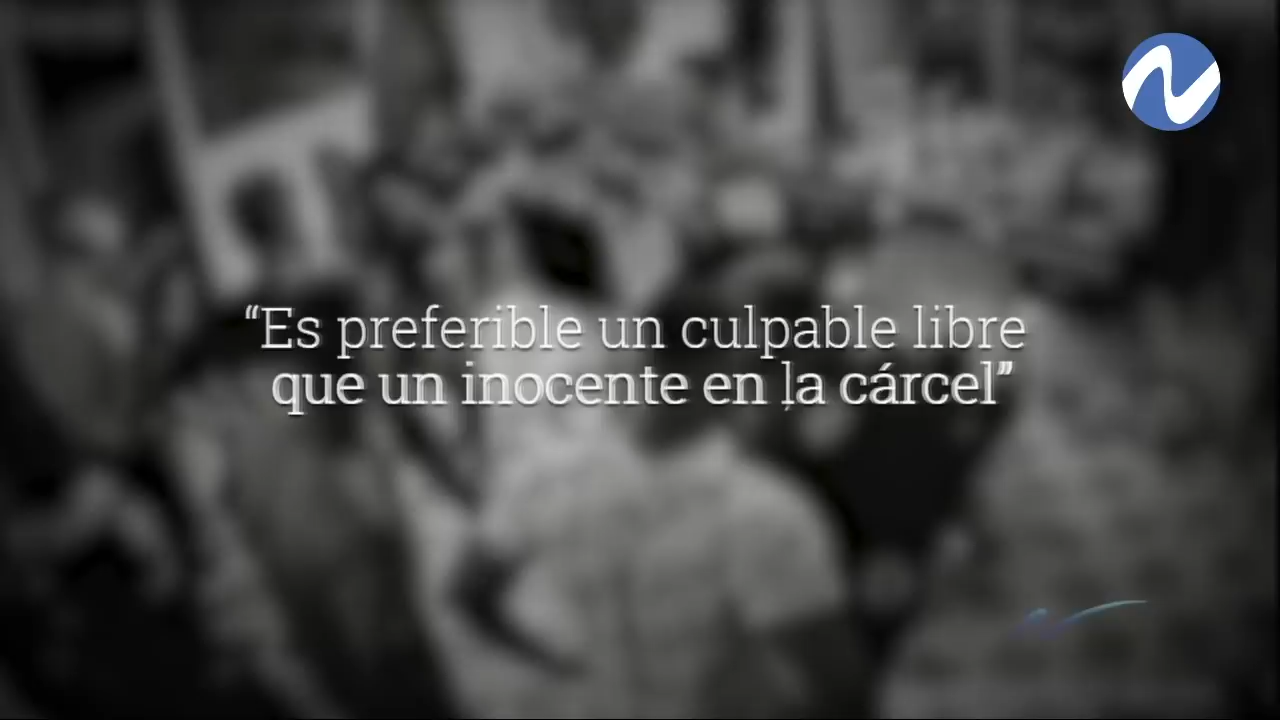 “Es preferible un culpable libre
que un inocente en la cárcel”